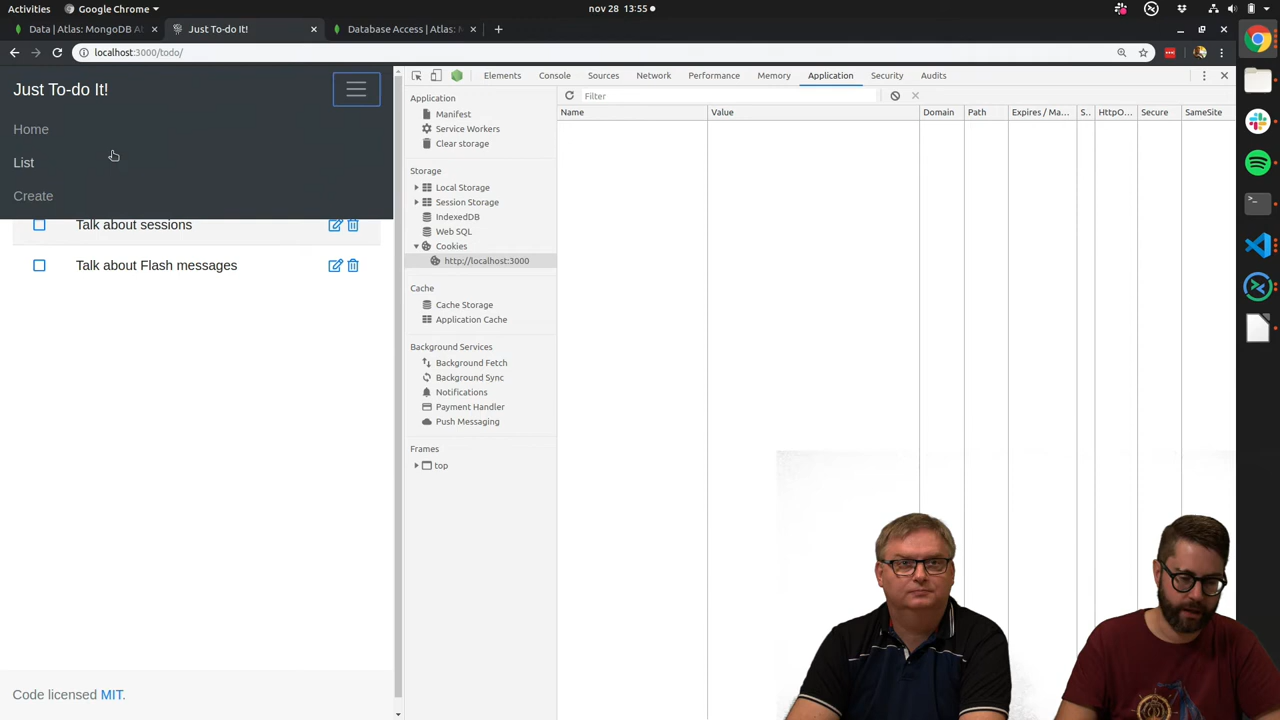 Activities
Google Chrome
nov 28 13:55
Data | Atlas: MongoDB At
Just To-do It!
Database Access | Atlas: M
localhost:3000/todo/
Just To-do It!
Home
List
Create
Talk about sessions
Talk about Flash messages
Code licensed MIT.
Elements
Console
Sources
Network
Performance
Memory
Application
Security
Audits
Application
Manifest
Service Workers
Clear storage
Storage
Local Storage
Session Storage
IndexedDB
Web SQL
Cookies
http://localhost:3000
Cache
Cache Storage
Application Cache
Background Services
Background Fetch
Background Sync
Notifications
Payment Handler
Push Messaging
Frames
top
Filter
Name
Value
Domain
Path
Expires / Ma...
S..
HttpO...
Secure
SameSite